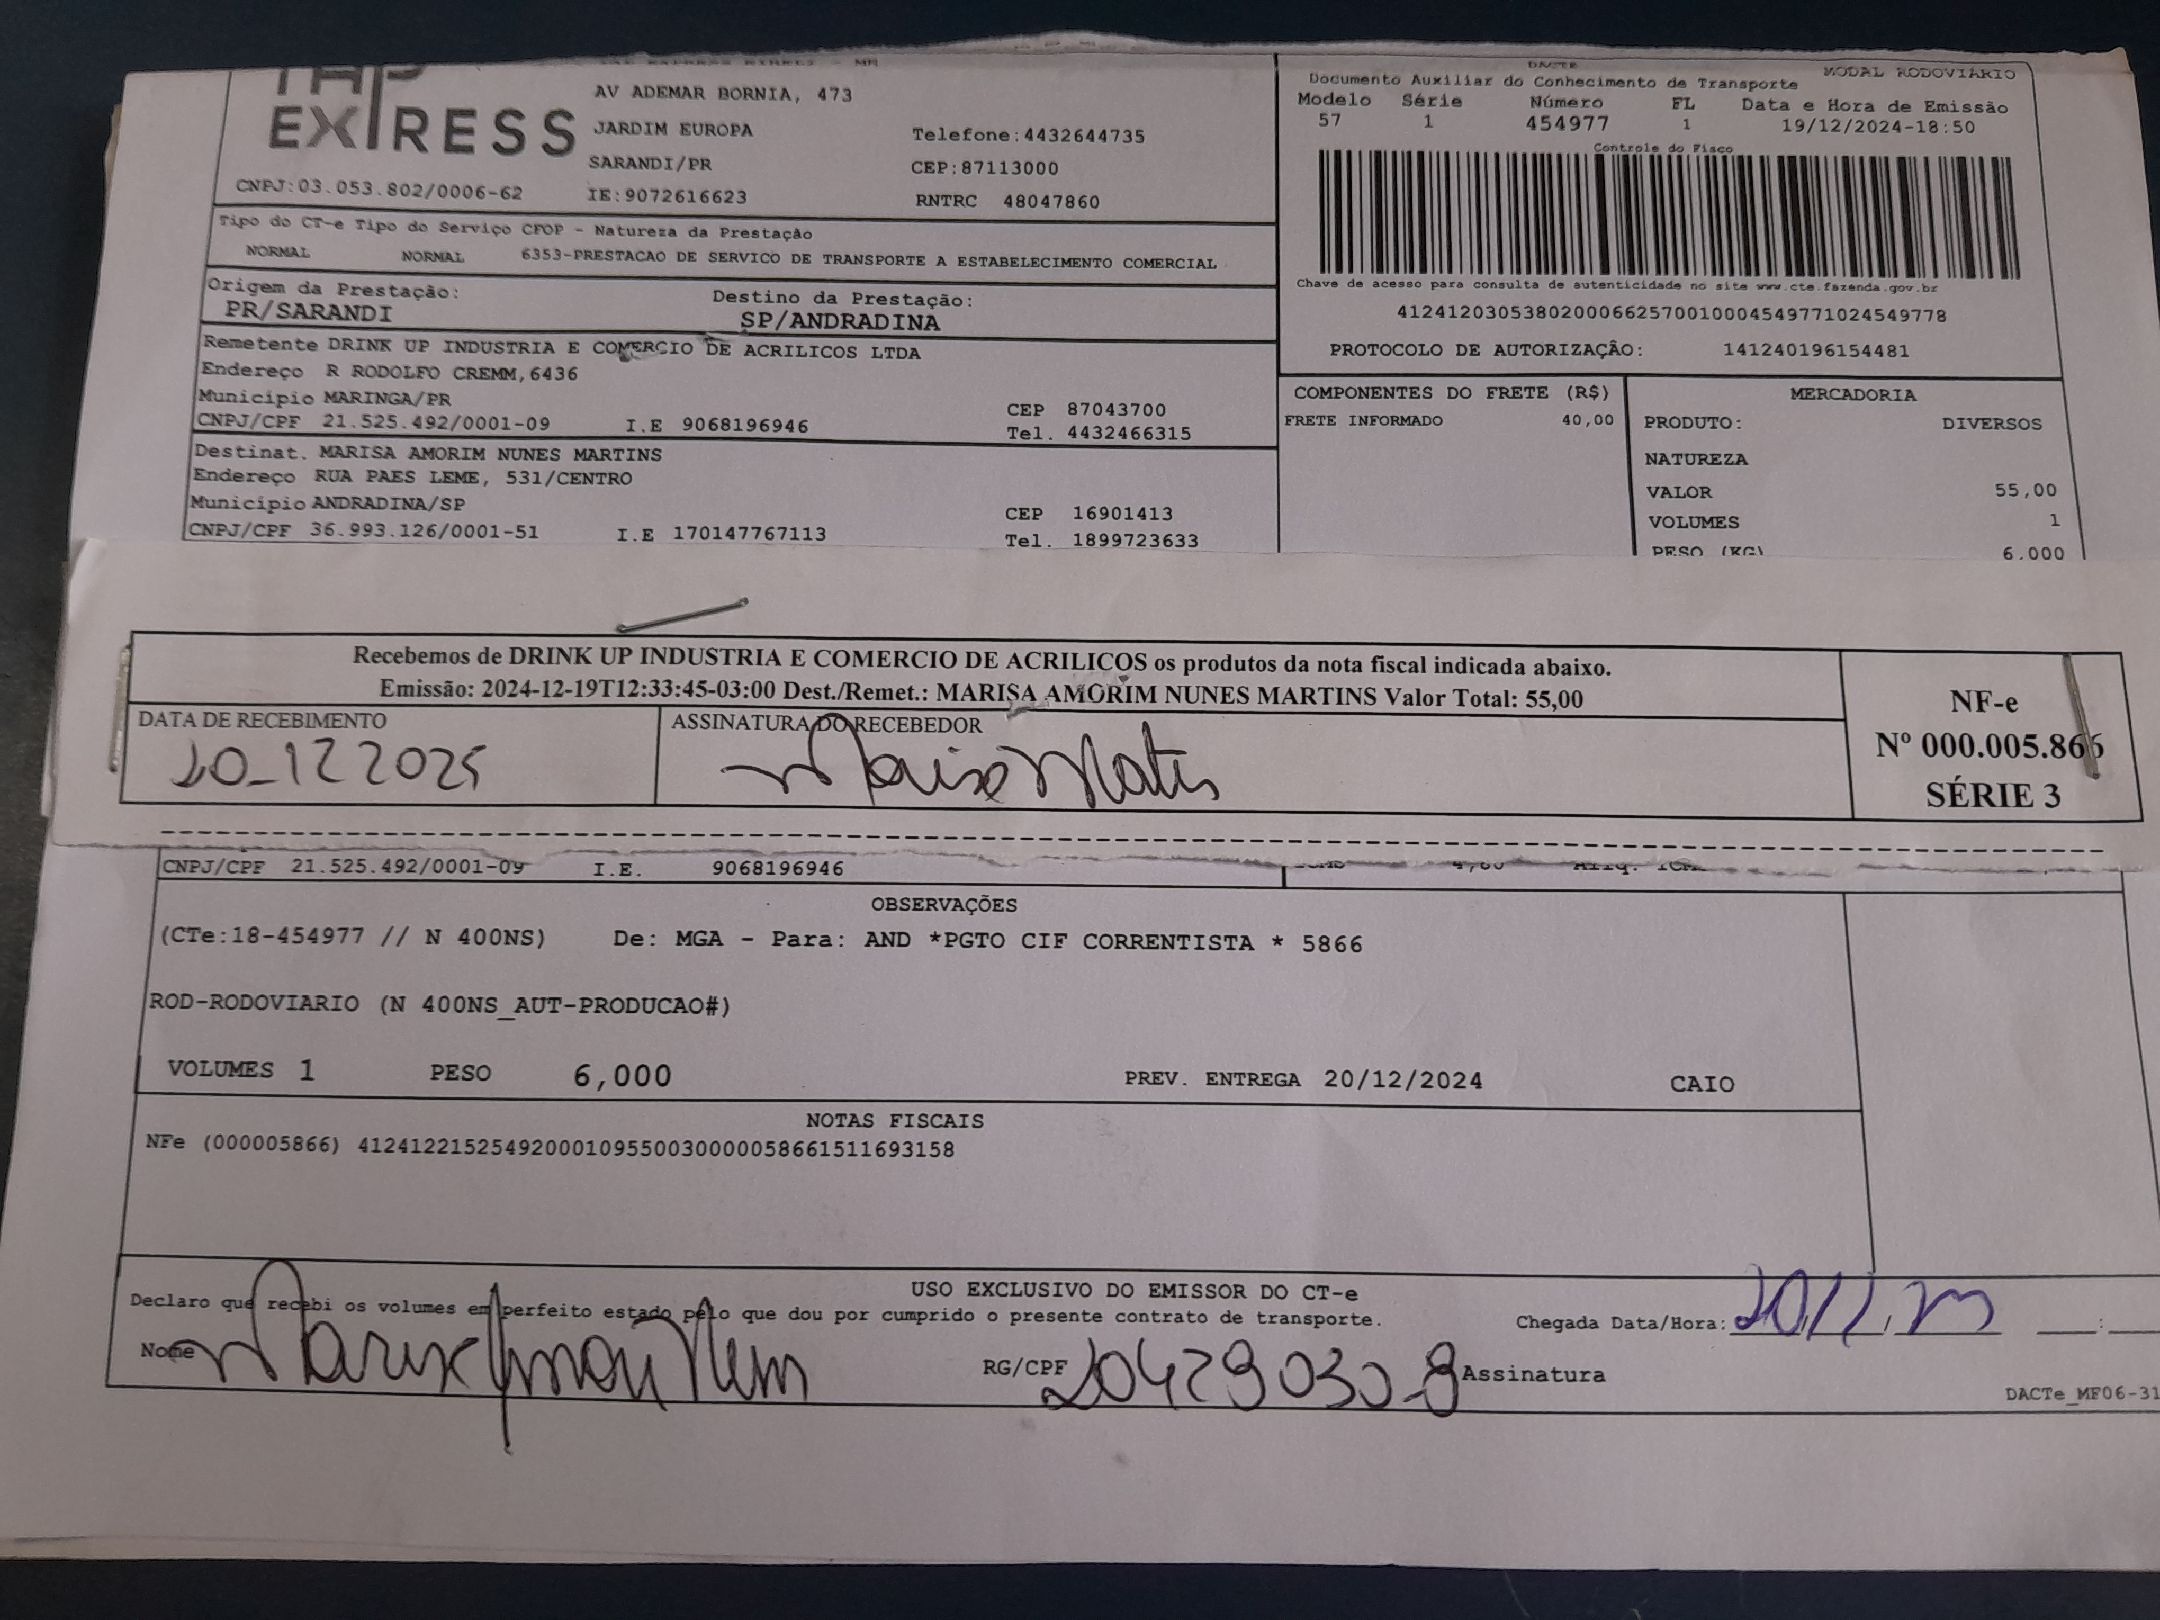 EXPRESS
AV ADEMAR BORNIA, 473
JARDIM EUROPA
Telefone:4432644735
SARANDI/PR
CEP:87113000
CNPJ:03.053.802/0006-62
IE:9072616623
RNTRC 48047860
DACTE
MODAL RODOVIÁRIO
Documento Auxiliar do Conhecimento de Transporte
Modelo Série Número FL Data e Hora de Emissão
57 1 454977 1 19/12/2024-18:50
Controle do Fisco
Chave de acesso para consulta de autenticidade no site www.cte.fazenda.gov.br
41241203053802000662570010004549771024549778
PROTOCOLO DE AUTORIZAÇÃO: 141240196154481
Tipo do CT-e Tipo do Serviço CFOP - Natureza da Prestação
NORMAL NORMAL 6353-PRESTACAO DE SERVICO DE TRANSPORTE A ESTABELECIMENTO COMERCIAL
Origem da Prestação: Destino da Prestação:
PR/SARANDI SP/ANDRADINA
Remetente DRINK UP INDUSTRIA E COMERCIO DE ACRILICOS LTDA
Endereço R RODOLFO CREMM,6436
Município MARINGA/PR
CEP 87043700
CNPJ/CPF 21.525.492/0001-09 I.E 9068196946
Tel. 4432466315
Destinat. MARISA AMORIM NUNES MARTINS
Endereço RUA PAES LEME, 531/CENTRO
Município ANDRADINA/SP
CEP 16901413
CNPJ/CPF 36.993.126/0001-51 I.E 170147767113
Tel. 1899723633
COMPONENTES DO FRETE (R$)
FRETE INFORMADO 40,00
MERCADORIA
PRODUTO: DIVERSOS
NATUREZA
VALOR 55,00
VOLUMES 1
PESO (KG) 6.000
Recebemos de DRINK UP INDUSTRIA E COMERCIO DE ACRILICOS os produtos da nota fiscal indicada abaixo.
Emissão: 2024-12-19T12:33:45-03:00 Dest./Remet.: MARISA AMORIM NUNES MARTINS Valor Total: 55,00
DATA DE RECEBIMENTO
ASSINATURA DO RECEBEDOR
20_12 2025
NF-e
Nº 000.005.866
SÉRIE 3
CNPJ/CPF 21.525.492/0001-09 I.E. 9068196946
OBSERVAÇÕES
(CTe:18-454977 // N 400NS) De: MGA - Para: AND *PGTO CIF CORRENTISTA * 5866
ROD-RODOVIARIO (N 400NS_AUT-PRODUCAO#)
VOLUMES 1 PESO 6,000 PREV. ENTREGA 20/12/2024 CAIO
NOTAS FISCAIS
NFe (000005866) 41241221525492000109550030000058661511693158
USO EXCLUSIVO DO EMISSOR DO CT-e
Declaro que recebi os volumes em perfeito estado pelo que dou por cumprido o presente contrato de transporte.
Chegada Data/Hora:
Nome
RG/CPF 20429030-8 Assinatura
DACTe_MF06-31